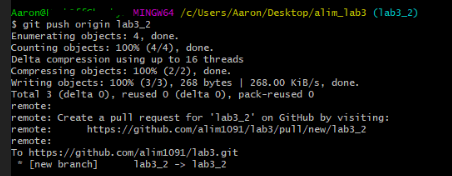 Aaron@ MINGW64 /c/Users/Aaron/Desktop/alim_lab3 (lab3_2)
$ git push origin lab3_2
Enumerating objects: 4, done.
Counting objects: 100% (4/4), done.
Delta compression using up to 16 threads
Compressing objects: 100% (2/2), done.
Writing objects: 100% (3/3), 268 bytes | 268.00 KiB/s, done.
Total 3 (delta 0), reused 0 (delta 0), pack-reused 0
remote:
remote: Create a pull request for 'lab3_2' on GitHub by visiting:
remote:      https://github.com/alim1091/lab3/pull/new/lab3_2
remote:
To https://github.com/alim1091/lab3.git
 * [new branch]      lab3_2 -> lab3_2